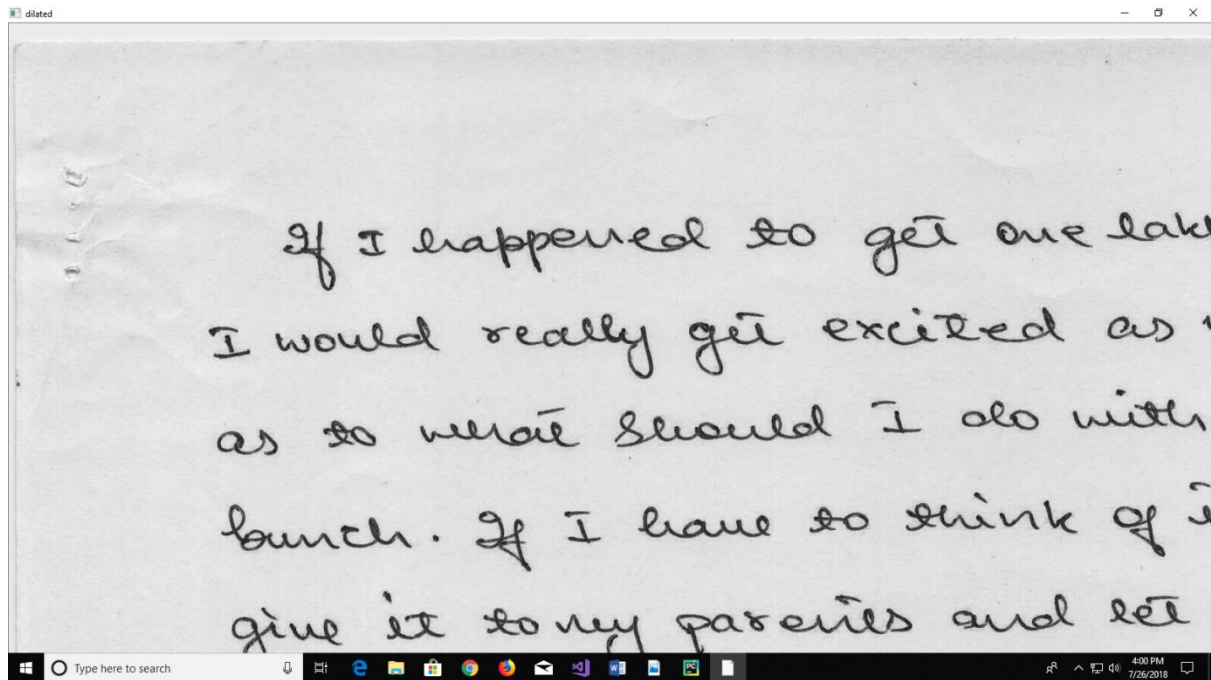 dilated
If I happened to get one lakh
I would really get excited as
as to what should I do with
bunch. If I have to think of i
give it to my parents and let
Type here to search
4:00 PM
7/26/2018